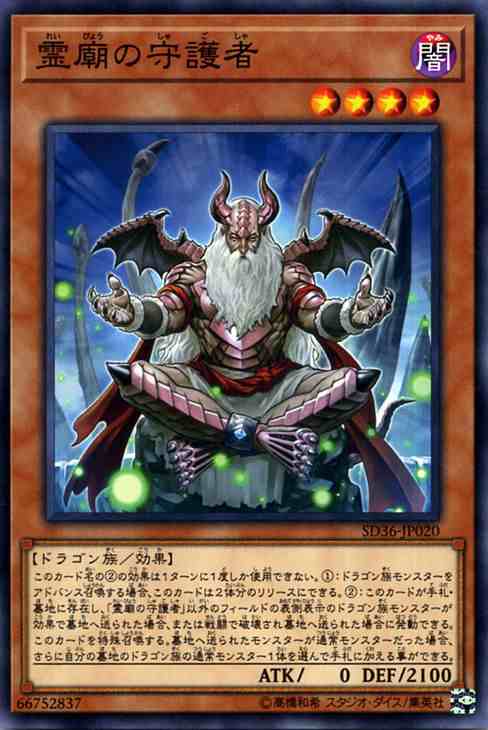 霊廟の守護者
れい びょう しゅ ご しゃ
闇
やみ
SD36-JP020
【ドラゴン族／効果】
このカード名の②の効果は１ターンに１度しか使用できない。①：ドラゴン族モンスターを
アドバンス召喚する場合、このカードは２体分のリリースにできる。②：このカードが手札・
墓地に存在し、「霊廟の守護者」以外のフィールドの表側表示のドラゴン族モンスターが
効果で墓地へ送られた場合、または戦闘で破壊され墓地へ送られた場合に発動できる。
このカードを特殊召喚する。墓地へ送られたモンスターが通常モンスターだった場合、
さらに自分の墓地のドラゴン族の通常モンスター１体を選んで手札に加える事ができる。
ATK/ 0 DEF/2100
66752837
©高橋和希 スタジオ・ダイス/集英社